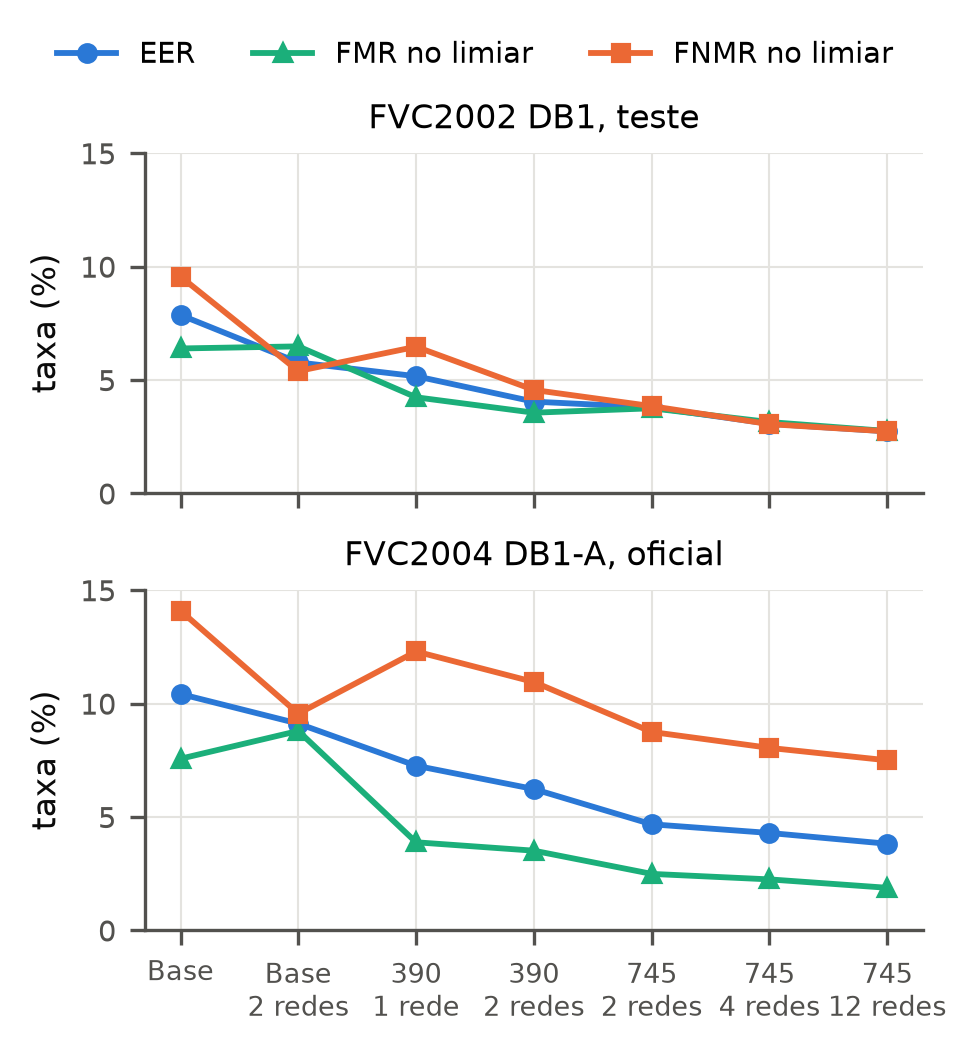 EER FMR no limiar FNMR no limiar
FVC2002 DB1, teste
15
10
5
0
taxa (%)
FVC2004 DB1-A, oficial
15
10
5
0
taxa (%)
Base Base 390 390 745 745 745
2 redes 1 rede 2 redes 2 redes 4 redes 12 redes